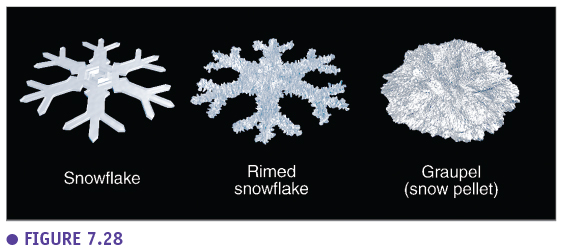 Snowflake
Rimed
snowflake
Graupel
(snow pellet)
● FIGURE 7.28